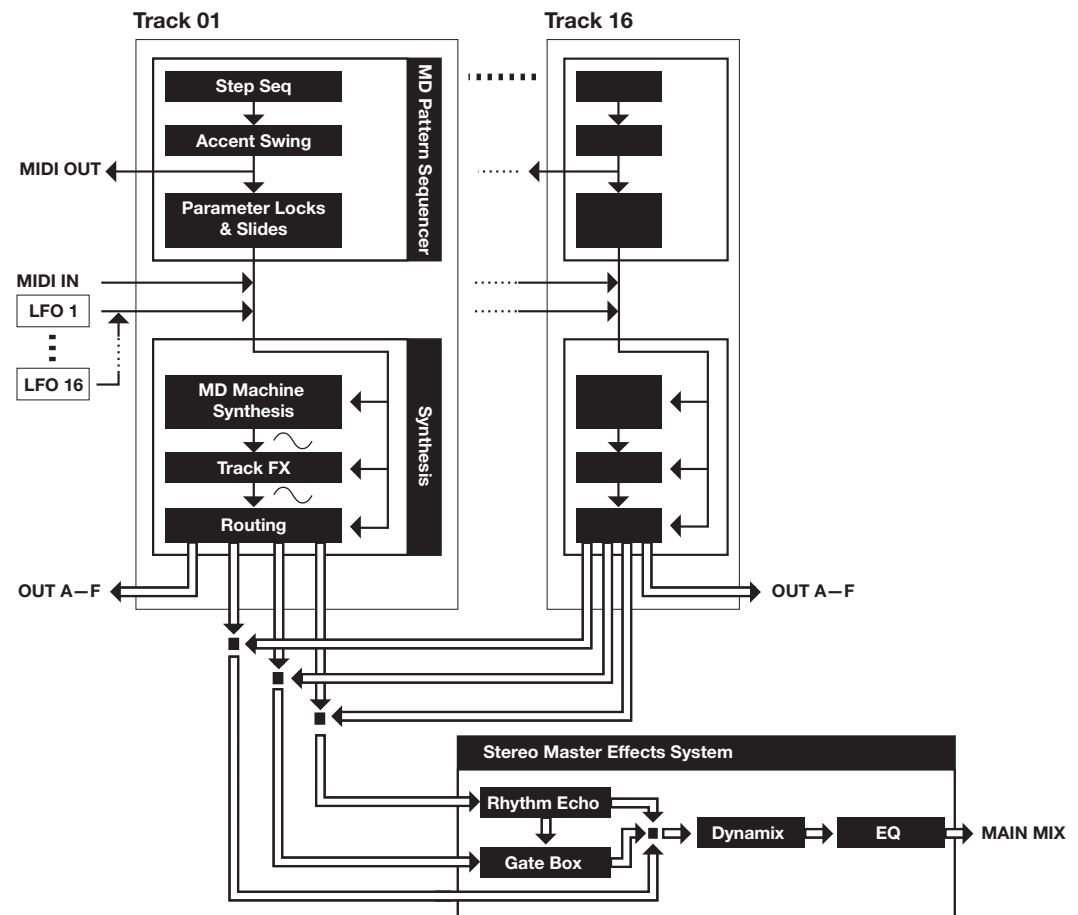 Track 01
Track 16
Step Seq
Accent Swing
MIDI OUT
Parameter Locks
& Slides
MD Pattern Sequencer
MIDI IN
LFO 1
LFO 16
MD Machine
Synthesis
Track FX
Routing
Synthesis
OUT A—F
OUT A—F
Stereo Master Effects System
Rhythm Echo
Gate Box
Dynamix
EQ
MAIN MIX